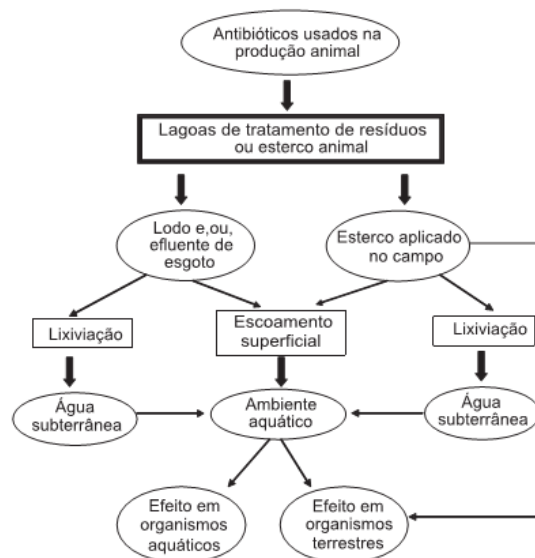 Antibióticos usados na
produção animal
Lagoas de tratamento de resíduos
ou esterco animal
Lodo e,ou,
efluente de
esgoto
Esterco aplicado
no campo
Lixiviação
Escoamento
superficial
Lixiviação
Água
subterrânea
Ambiente
aquático
Água
subterrânea
Efeito em
organismos
aquáticos
Efeito em
organismos
terrestres